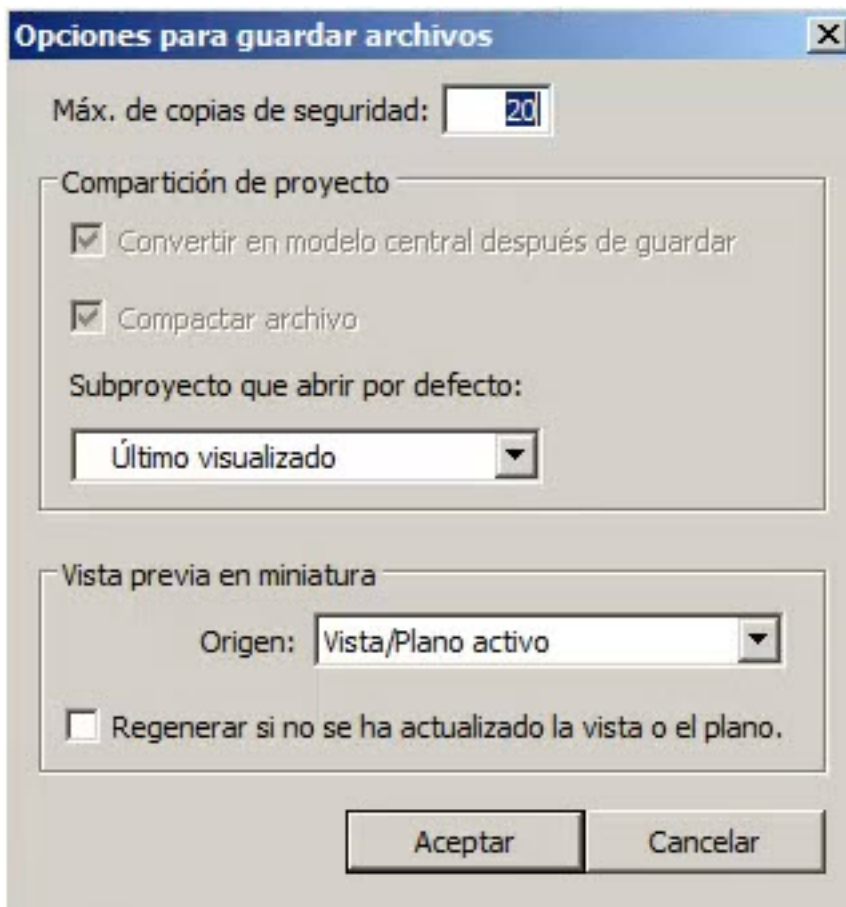 Opciones para guardar archivos
Máx. de copias de seguridad: 20
Compartición de proyecto
Convertir en modelo central después de guardar
Compactar archivo
Subproyecto que abrir por defecto:
Último visualizado
Vista previa en miniatura
Origen: Vista/Plano activo
Regenerar si no se ha actualizado la vista o el plano.
Aceptar Cancelar